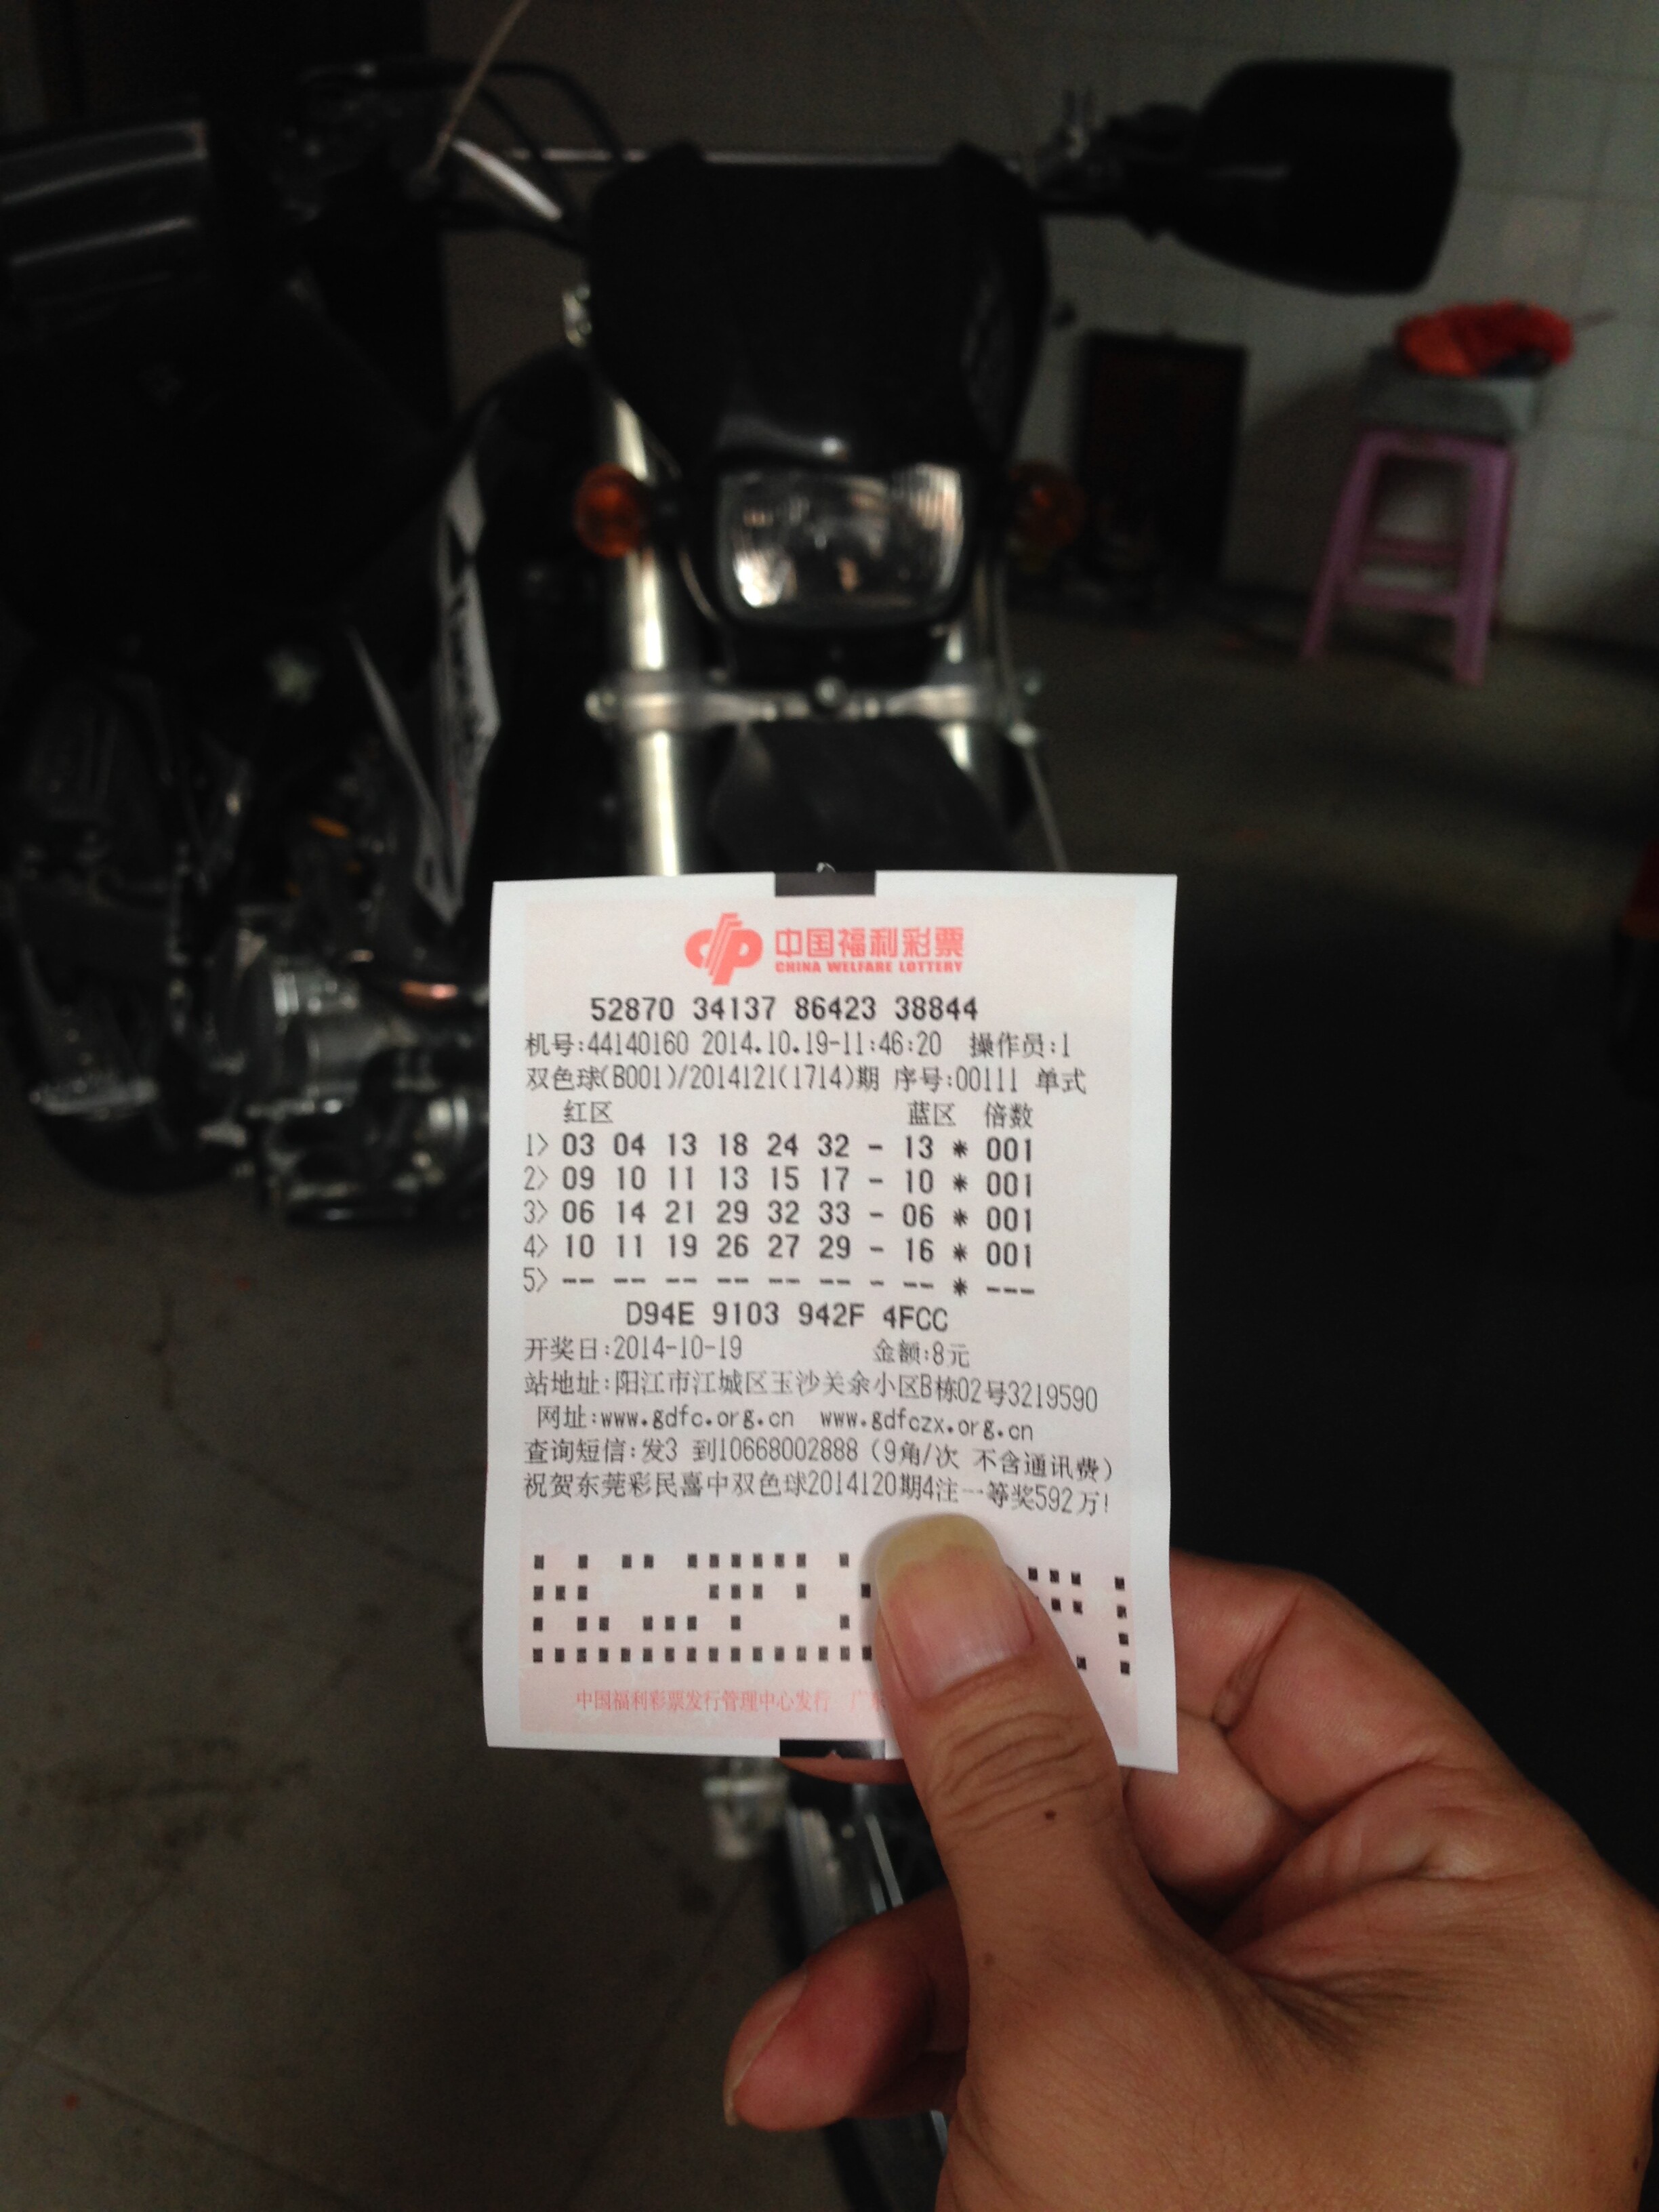 中国福利彩票
CHINA WELFARE LOTTERY
52870 34137 86423 38844
机号:44140160 2014.10.19-11:46:20 操作员:1
双色球(B001)/2014121(1714)期 序号:00111 单式
红区 蓝区 倍数
1> 03 04 13 18 24 32 - 13 * 001
2> 09 10 11 13 15 17 - 10 * 001
3> 06 14 21 29 32 33 - 06 * 001
4> 10 11 19 26 27 29 - 16 * 001
5> -- -- -- -- -- -- - -- * ---
D94E 9103 942F 4FCC
开奖日:2014-10-19 金额:8元
站地址:阳江市江城区玉沙关余小区B栋02号3219590
网址:www.gdfc.org.cn www.gdfczx.org.cn
查询短信:发3 到10668002888 (9角/次 不含通讯费)
祝贺东莞彩民喜中双色球2014120期4注一等奖592万!
中国福利彩票发行管理中心发行 广东